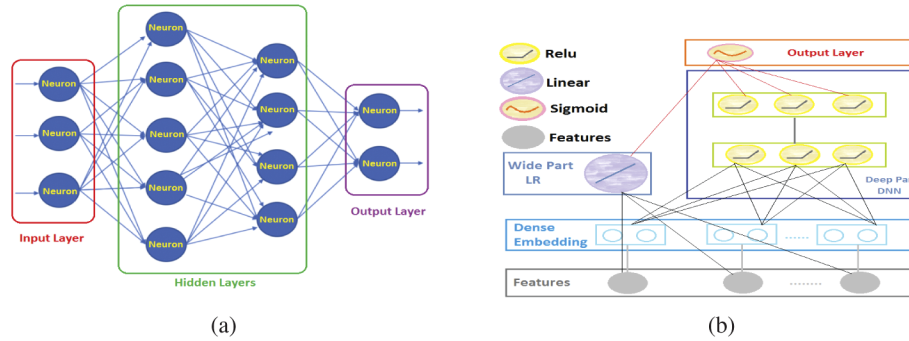 Neuron
Neuron
Neuron
Neuron
Neuron
Neuron
Neuron
Neuron
Neuron
Neuron
Neuron
Neuron
Neuron
Neuron
Input Layer
Hidden Layers
Output Layer
(a)
Relu
Linear
Sigmoid
Features
Output Layer
Wide Part
LR
Deep Pa
DNN
Dense
Embedding
Features
(b)